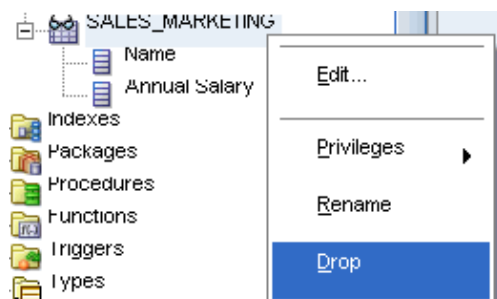 SALES_MARKETING
Name
Annual Salary
Indexes
Packages
Procedures
Functions
Triggers
Types
Edit...
Privileges
Rename
Drop